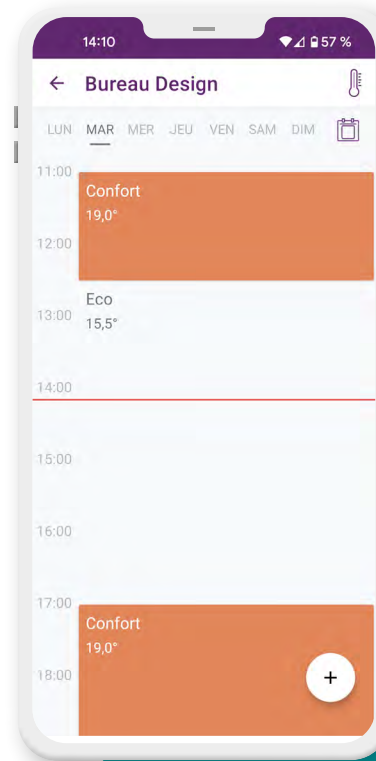 14:10 57 %
Bureau Design
LUN MAR MER JEU VEN SAM DIM
11:00
Confort
19,0°
12:00
Eco
13:00
15,5°
14:00
15:00
16:00
17:00
Confort
19,0°
18:00
+